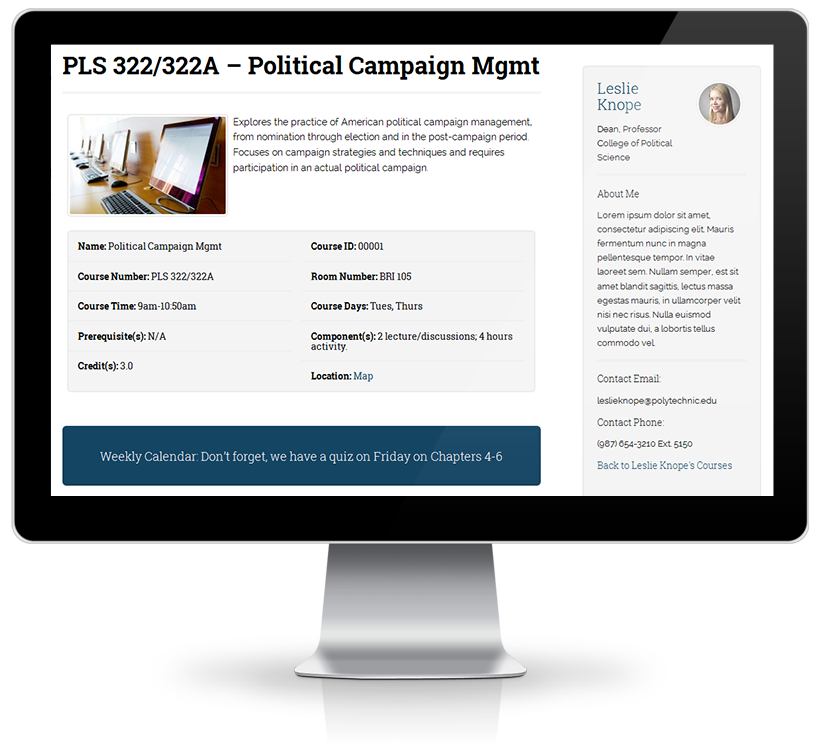 PLS 322/322A – Political Campaign Mgmt
Explores the practice of American political campaign management,
from nomination through election and in the post-campaign period.
Focuses on campaign strategies and techniques and requires
participation in an actual political campaign.
Name: Political Campaign Mgmt
Course Number: PLS 322/322A
Course Time: 9am-10:50am
Prerequisite(s): N/A
Credit(s): 3.0
Course ID: 00001
Room Number: BRI 105
Course Days: Tues, Thurs
Component(s): 2 lecture/discussions; 4 hours
activity.
Location: Map
Weekly Calendar: Don't forget, we have a quiz on Friday on Chapters 4-6
Leslie
Knope
Dean, Professor
College of Political
Science
About Me
Lorem ipsum dolor sit amet,
consectetur adipiscing elit. Mauris
fermentum nunc in magna
pellentesque tempor. In vitae
laoreet sem. Nullam semper, est sit
amet blandit sagittis, lectus massa
egestas mauris, in ullamcorper velit
nisi nec risus. Nulla euismod
vulputate dui, a lobortis tellus
commodo vel.
Contact Email:
leslieknope@polytechnic.edu
Contact Phone:
(987) 654-3210 Ext. 5150
Back to Leslie Knope's Courses